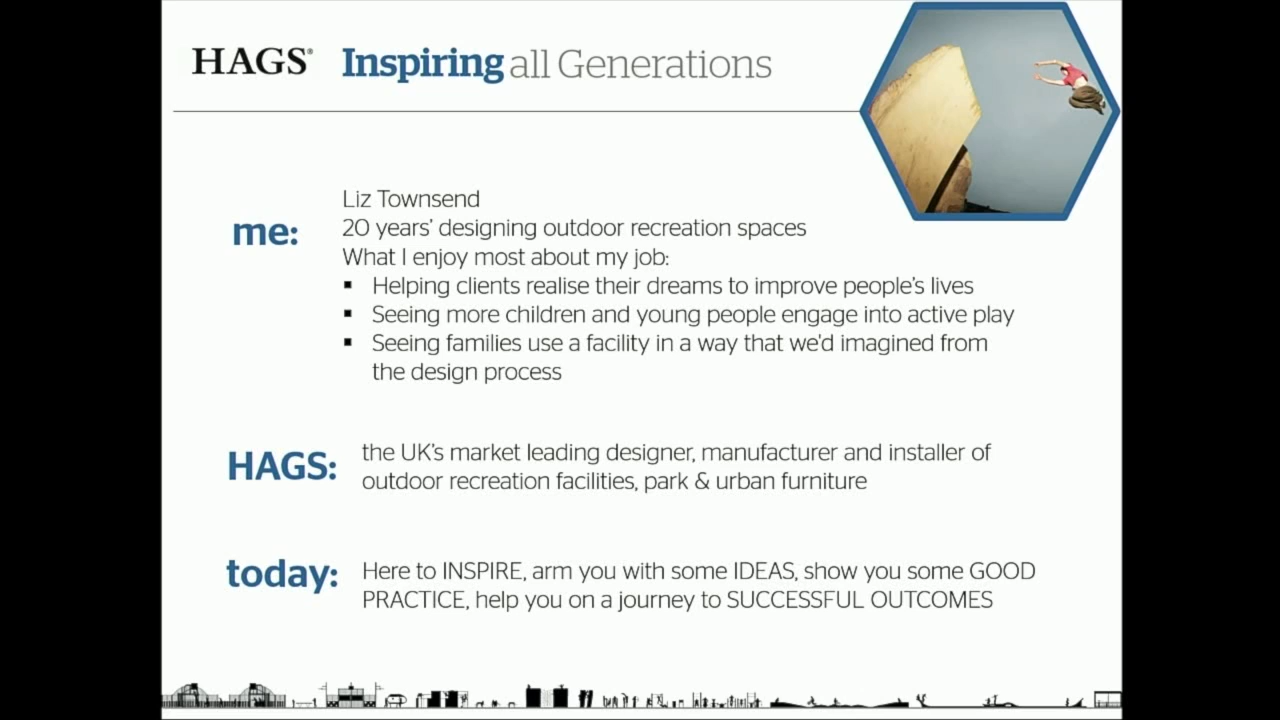 HAGS® Inspiring all Generations
me:
Liz Townsend
20 years’ designing outdoor recreation spaces
What I enjoy most about my job:
▪ Helping clients realise their dreams to improve people’s lives
▪ Seeing more children and young people engage into active play
▪ Seeing families use a facility in a way that we’d imagined from
the design process
HAGS:
the UK’s market leading designer, manufacturer and installer of
outdoor recreation facilities, park & urban furniture
today:
Here to INSPIRE, arm you with some IDEAS, show you some GOOD
PRACTICE, help you on a journey to SUCCESSFUL OUTCOMES